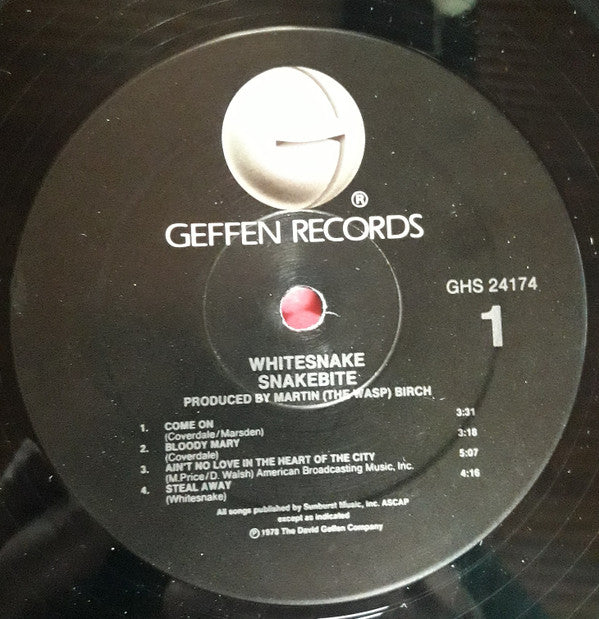 ®
GEFFEN RECORDS
GHS 24174
1
WHITESNAKE
SNAKEBITE
PRODUCED BY MARTIN (THE WASP) BIRCH
1. COME ON 3:31
(Coverdale/Marsden)
2. BLOODY MARY 3:18
(Coverdale)
3. AIN'T NO LOVE IN THE HEART OF THE CITY 5:07
(M.Price/D. Walsh) American Broadcasting Music, Inc.
4. STEAL AWAY 4:16
(Whitesnake)
All songs published by Sunburst Music, Inc. ASCAP
except as indicated
℗ 1978 The David Geffen Company